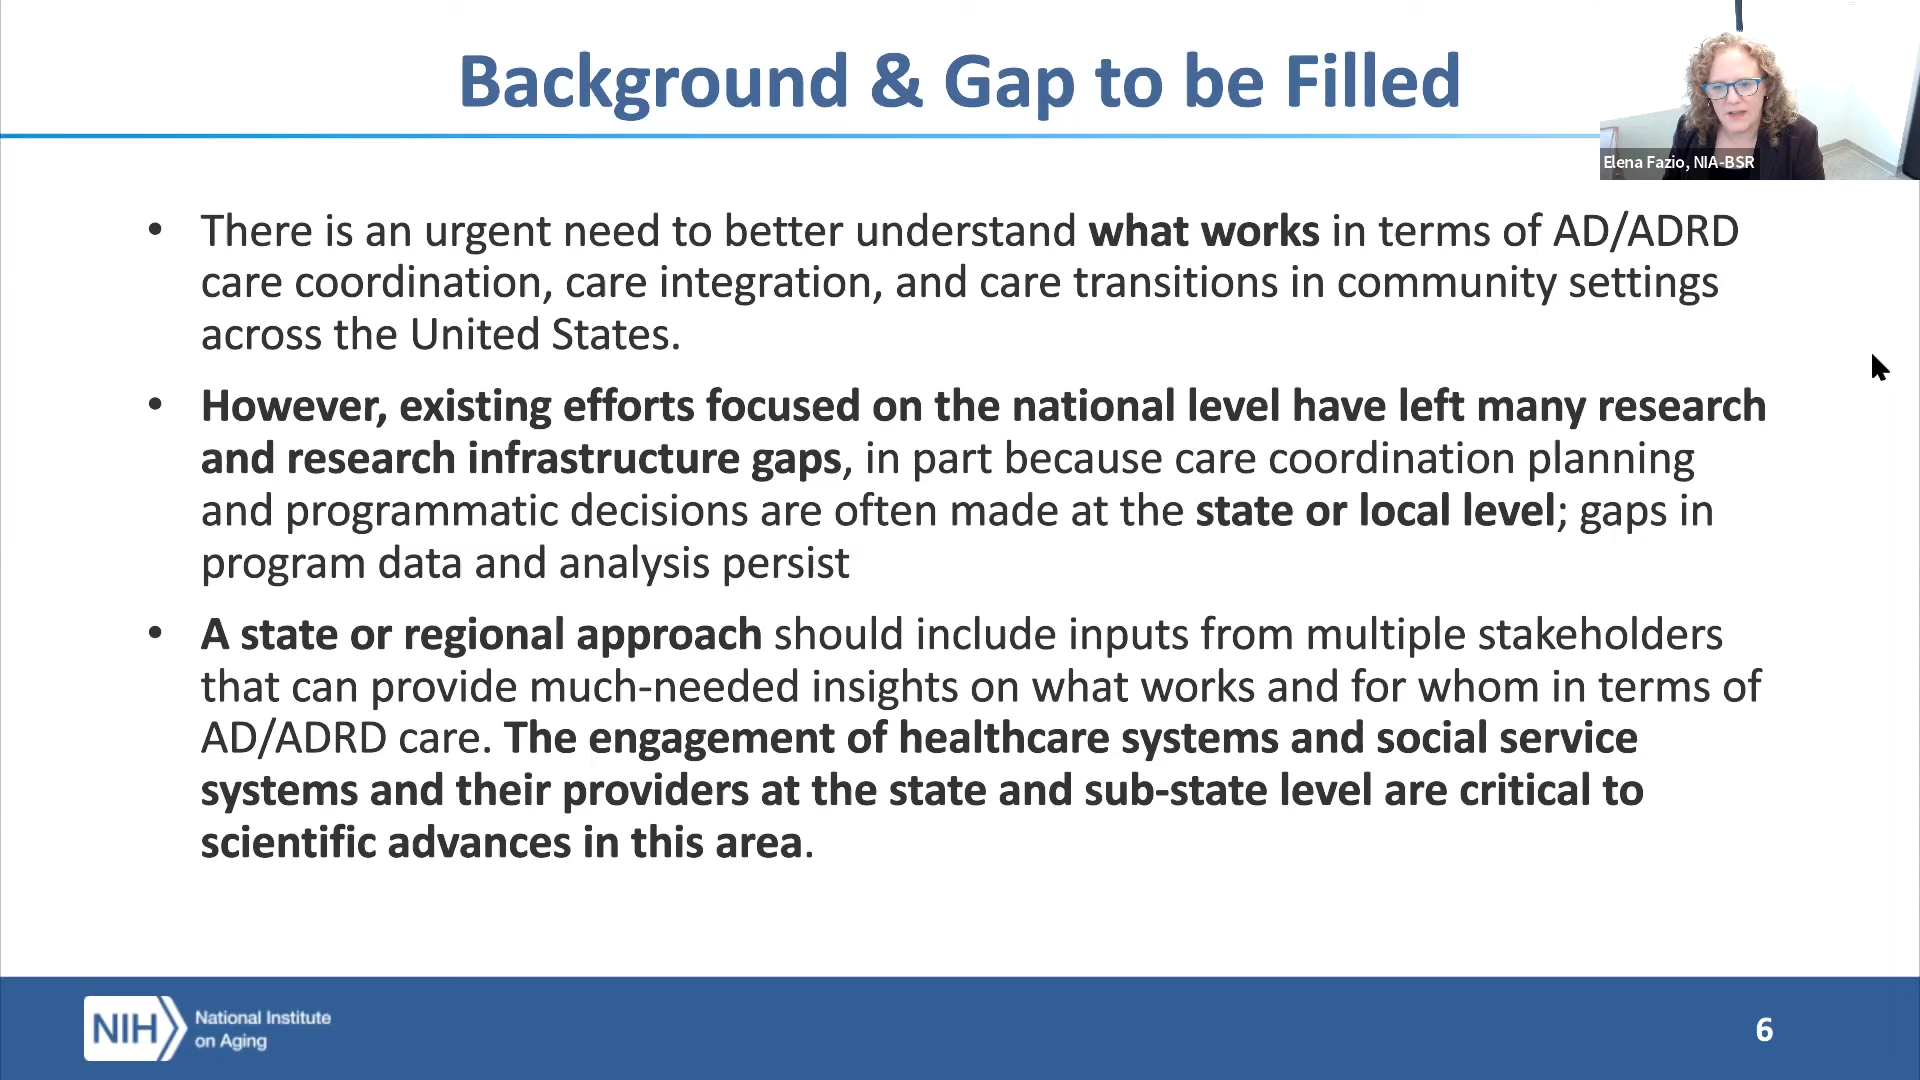 Background & Gap to be Filled
Elena Fazio, NIA-BSR
• There is an urgent need to better understand what works in terms of AD/ADRD
care coordination, care integration, and care transitions in community settings
across the United States.
• However, existing efforts focused on the national level have left many research
and research infrastructure gaps, in part because care coordination planning
and programmatic decisions are often made at the state or local level; gaps in
program data and analysis persist
• A state or regional approach should include inputs from multiple stakeholders
that can provide much-needed insights on what works and for whom in terms of
AD/ADRD care. The engagement of healthcare systems and social service
systems and their providers at the state and sub-state level are critical to
scientific advances in this area.
NIH
National Institute
on Aging
6